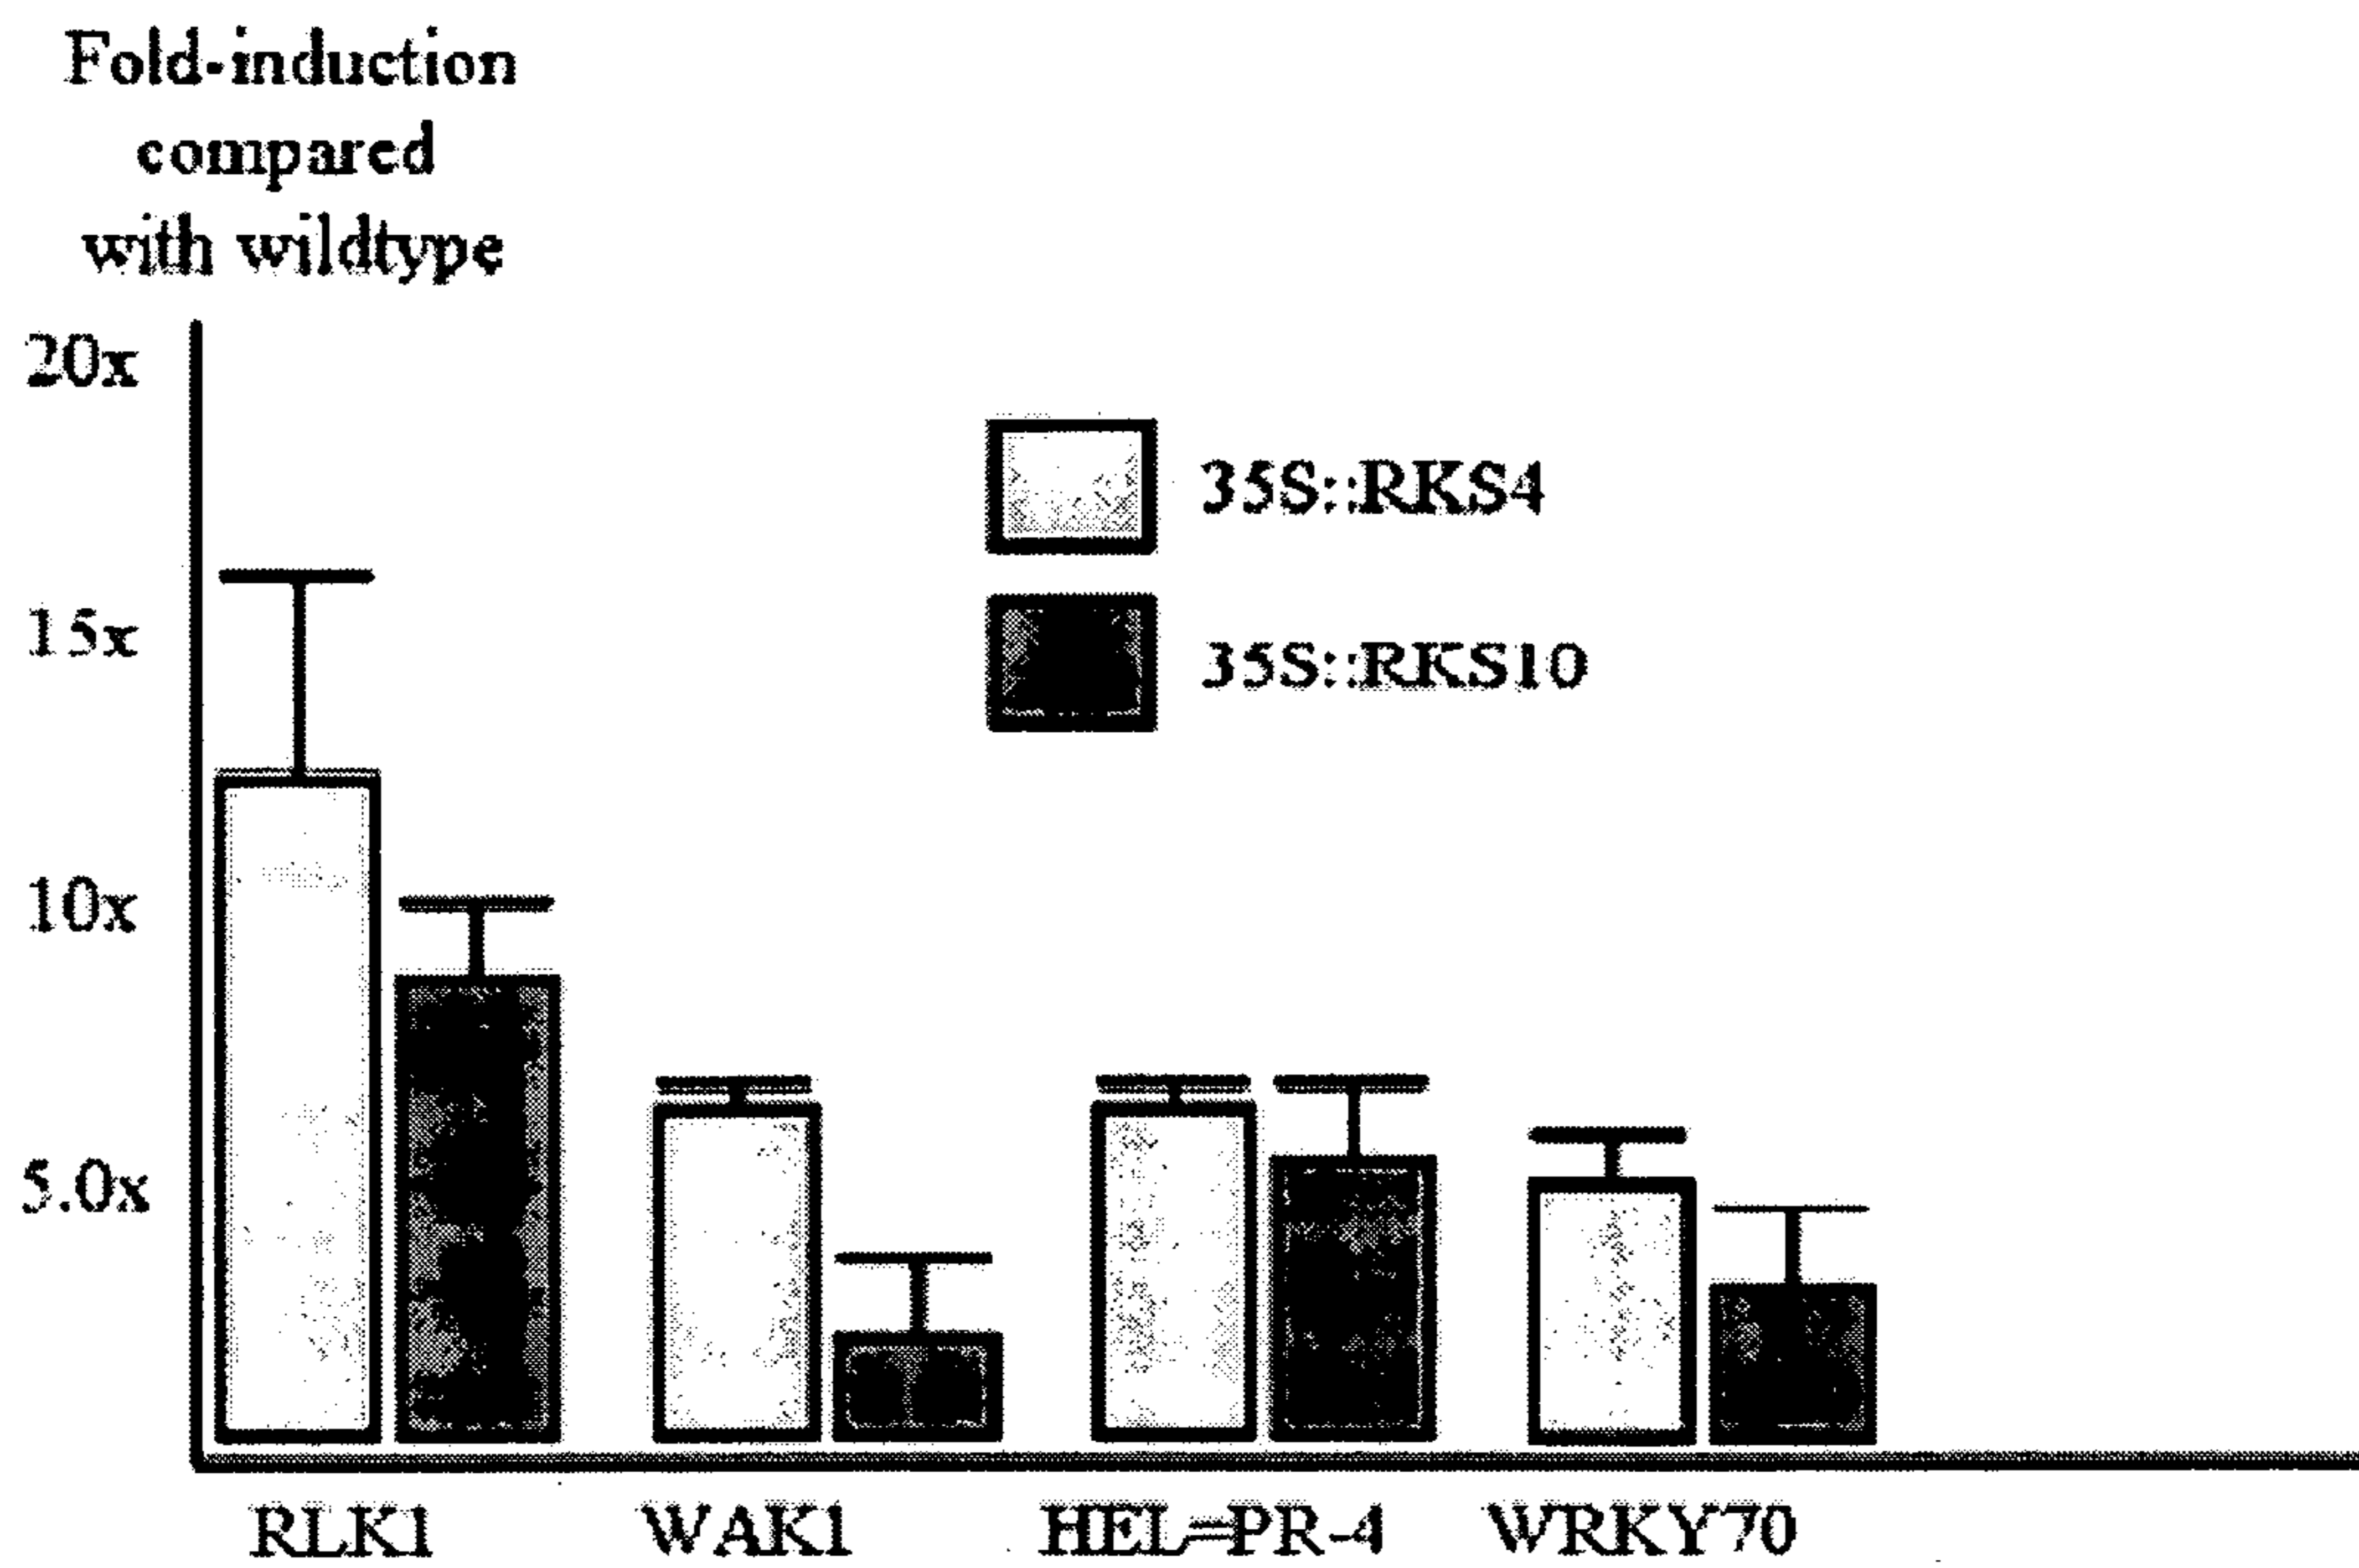 Fold-induction
compared
with wildtype
20x
15x
10x
5.0x
35S::RKS4
35S::RKS10
RLK1 WAK1 HEL=PR-4 WRKY70